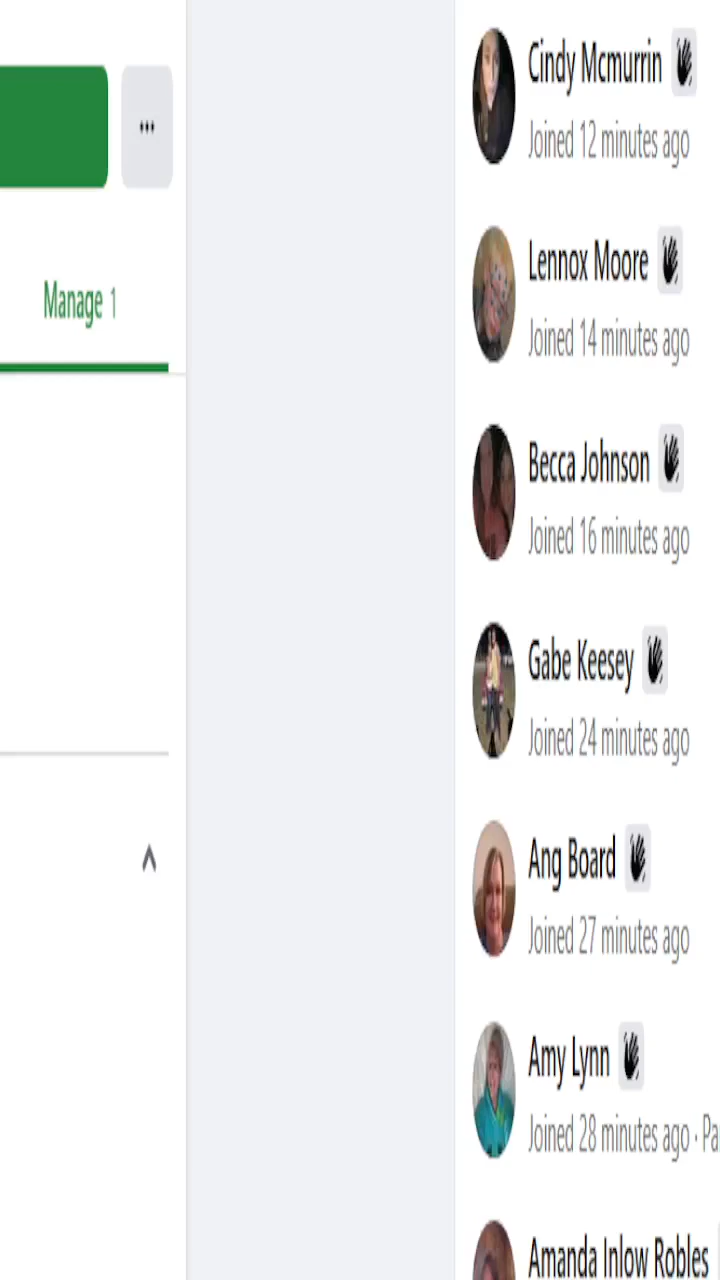 ...
Manage 1
Cindy Mcmurrin
Joined 12 minutes ago
Lennox Moore
Joined 14 minutes ago
Becca Johnson
Joined 16 minutes ago
Gabe Keesey
Joined 24 minutes ago
Ang Board
Joined 27 minutes ago
Amy Lynn
Joined 28 minutes ago · Pa
Amanda Inlow Robles